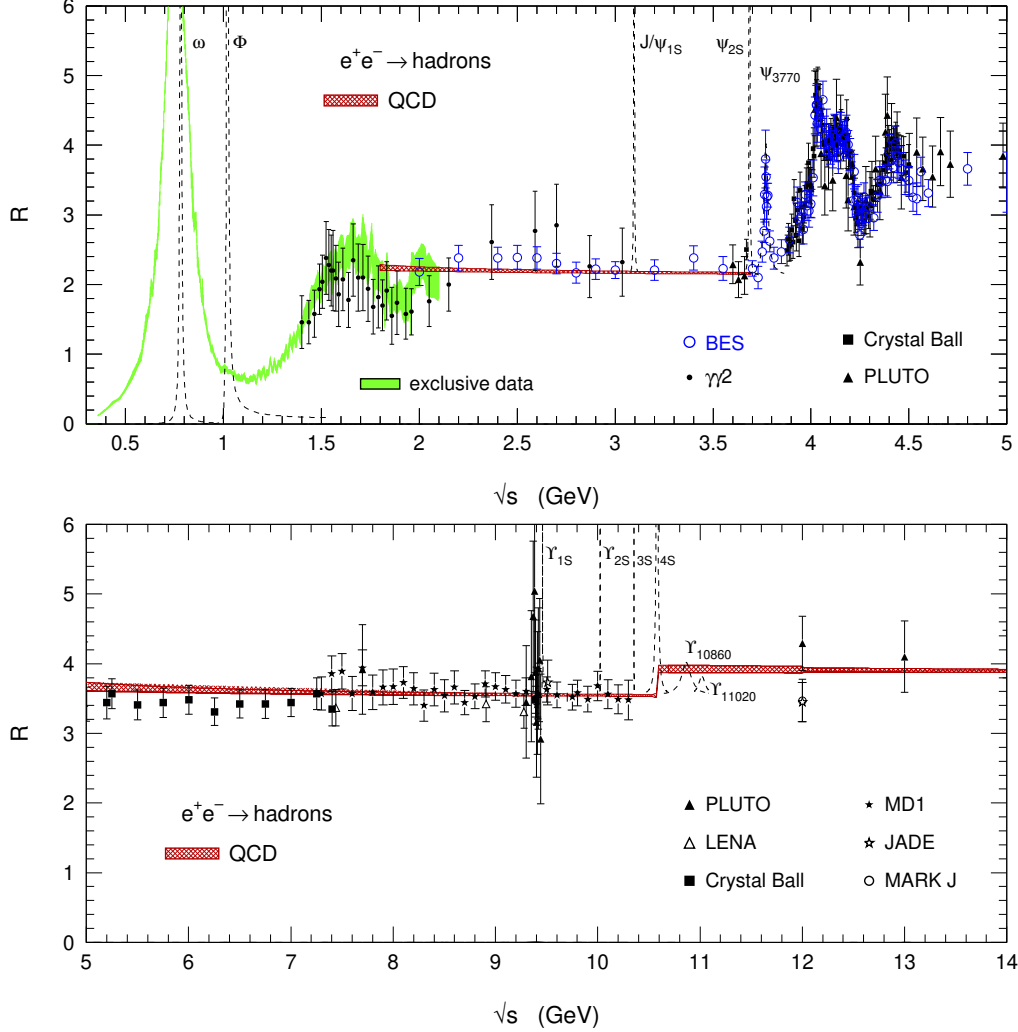 6
5
4
3
2
1
0
R
ω Φ J/ψ1S ψ2S
ψ3770
e+e− → hadrons
QCD
exclusive data
BES
γγ2
Crystal Ball
PLUTO
0.5 1 1.5 2 2.5 3 3.5 4 4.5 5
√s (GeV)
6
5
4
3
2
1
0
R
ϒ1S ϒ2S 3S 4S
ϒ10860
ϒ11020
e+e− → hadrons
QCD
PLUTO
LENA
Crystal Ball
MD1
JADE
MARK J
5 6 7 8 9 10 11 12 13 14
√s (GeV)